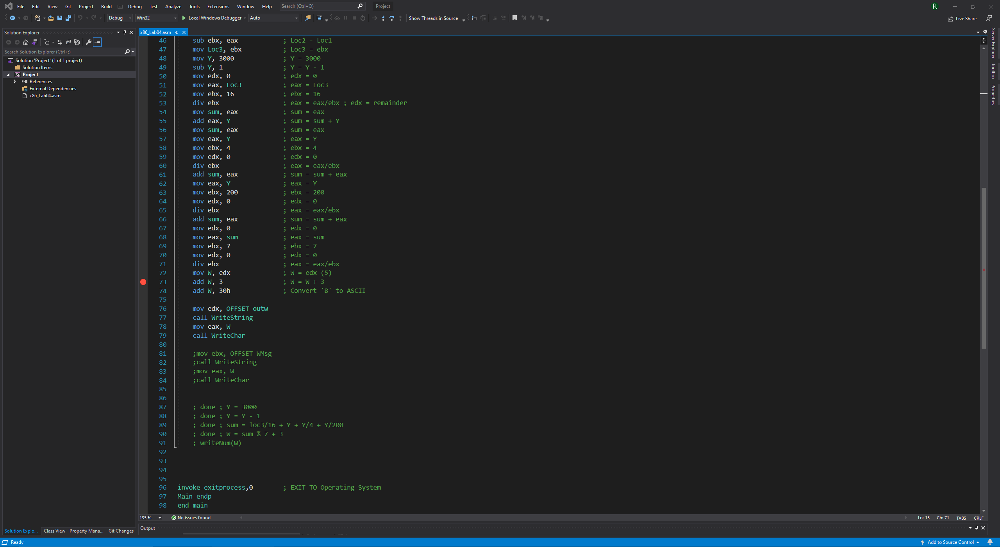 File Edit View Git Project Build Debug Test Analyze Tools Extensions Window Help Search (Ctrl+Q) Project R
Debug Win32 Local Windows Debugger Auto Show Threads in Source Live Share
Solution Explorer
Search Solution Explorer (Ctrl+;)
Solution 'Project' (1 of 1 project)
Solution Items
Project
References
External Dependencies
x86_Lab04.asm
x86_Lab04.asm
46 sub ebx, eax ; Loc2 - Loc1
47 mov Loc3, ebx ; Loc3 = ebx
48 mov Y, 3000 ; Y = 3000
49 sub Y, 1 ; Y = Y - 1
50 mov edx, 0 ; edx = 0
51 mov eax, Loc3 ; eax = Loc3
52 mov ebx, 16 ; ebx = 16
53 div ebx ; eax = eax/ebx ; edx = remainder
54 mov sum, eax ; sum = eax
55 add eax, Y ; sum = sum + Y
56 mov sum, eax ; sum = eax
57 mov eax, Y ; eax = Y
58 mov ebx, 4 ; ebx = 4
59 mov edx, 0 ; edx = 0
60 div ebx ; eax = eax/ebx
61 add sum, eax ; sum = sum + eax
62 mov eax, Y ; eax = Y
63 mov ebx, 200 ; ebx = 200
64 mov edx, 0 ; edx = 0
65 div ebx ; eax = eax/ebx
66 add sum, eax ; sum = sum + eax
67 mov edx, 0 ; edx = 0
68 mov eax, sum ; eax = sum
69 mov ebx, 7 ; ebx = 7
70 mov edx, 0 ; edx = 0
71 div ebx ; eax = eax/ebx
72 mov W, edx ; W = edx (5)
73 add W, 3 ; W = W + 3
74 add W, 30h ; Convert '8' to ASCII
75
76 mov edx, OFFSET outw
77 call WriteString
78 mov eax, W
79 call WriteChar
80
81 ;mov ebx, OFFSET WMsg
82 ;call WriteString
83 ;mov eax, W
84 ;call WriteChar
85
86
87 ; done ; Y = 3000
88 ; done ; Y = Y - 1
89 ; done ; sum = loc3/16 + Y + Y/4 + Y/200
90 ; done ; W = sum % 7 + 3
91 ; writeNum(W)
92
93
94
95
96 invoke exitprocess,0 ; EXIT TO Operating System
97 Main endp
98 end main
Server Explorer
Toolbox
Properties
135 % No issues found Ln: 15 Ch: 71 TABS CRLF
Solution Explo... Class View Property Mana... Git Changes
Output
Ready Add to Source Control